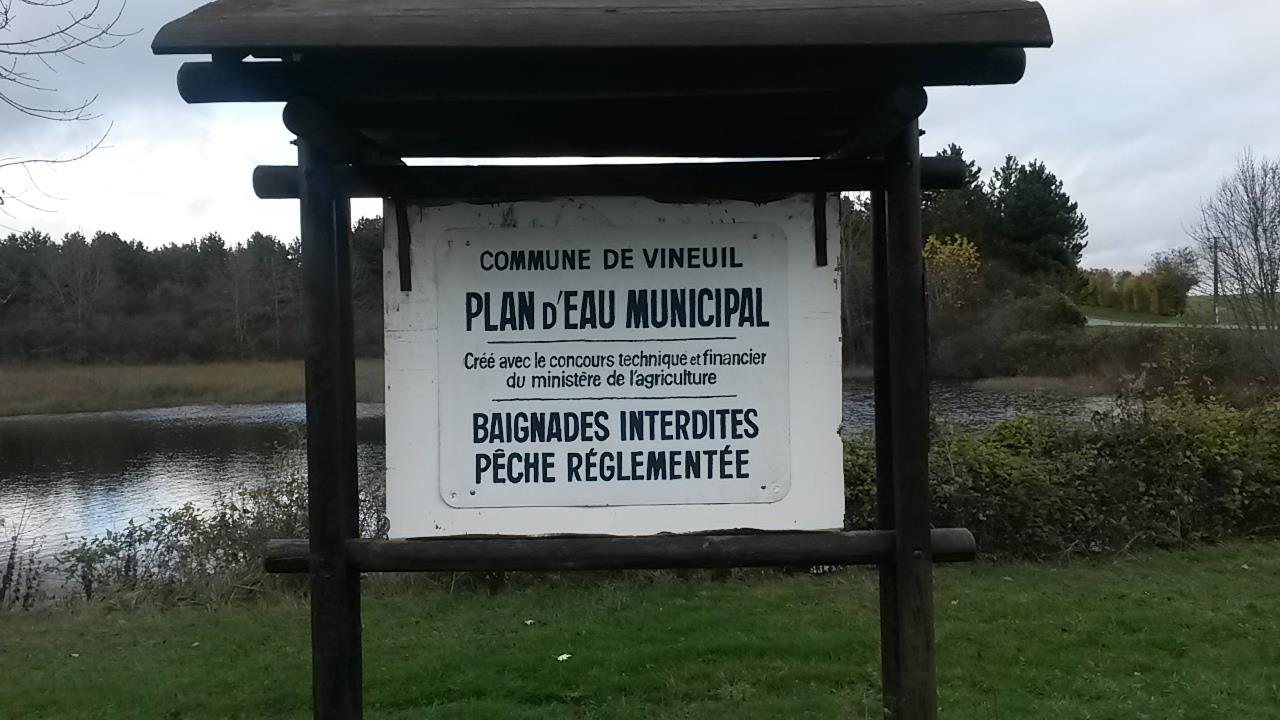 COMMUNE DE VINEUIL
PLAN D'EAU MUNICIPAL
Créé avec le concours technique et financier
du ministère de l'agriculture
BAIGNADES INTERDITES
PÊCHE RÉGLEMENTÉE